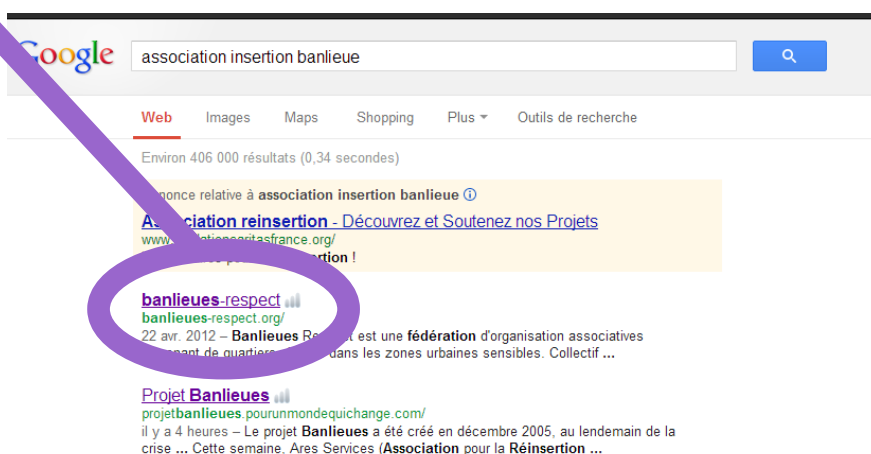 Google association insertion banlieue
Web Images Maps Shopping Plus Outils de recherche
Environ 406 000 résultats (0,34 secondes)
relative à association insertion banlieue
reinsertion - Découvrez et Soutenez nos Projets
!
banlieues-respect
banlieues-respect.org/
22 avr. 2012 – Banlieues est une fédération d'organisation associatives
de quartiers dans les zones urbaines sensibles. Collectif ...
Projet Banlieues
projetbanlieues.pourunmondequichange.com/
il y a 4 heures – Le projet Banlieues a été créé en décembre 2005, au lendemain de la
crise ... Cette semaine, Ares Services (Association pour la Réinsertion ...